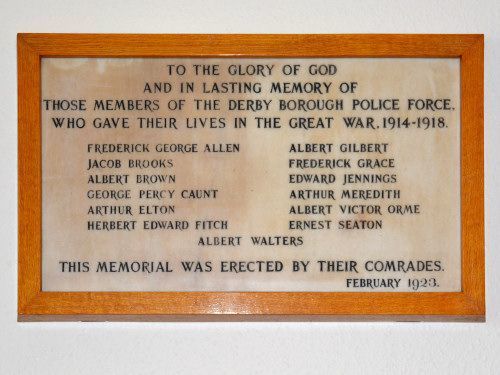 TO THE GLORY OF GOD
AND IN LASTING MEMORY OF
THOSE MEMBERS OF THE DERBY BOROUGH POLICE FORCE,
WHO GAVE THEIR LIVES IN THE GREAT WAR, 1914-1918.
FREDERICK GEORGE ALLEN
JACOB BROOKS
ALBERT BROWN
GEORGE PERCY CAUNT
ARTHUR ELTON
HERBERT EDWARD FITCH
ALBERT GILBERT
FREDERICK GRACE
EDWARD JENNINGS
ARTHUR MEREDITH
ALBERT VICTOR ORME
ERNEST SEATON
ALBERT WALTERS
THIS MEMORIAL WAS ERECTED BY THEIR COMRADES.
FEBRUARY 1923.